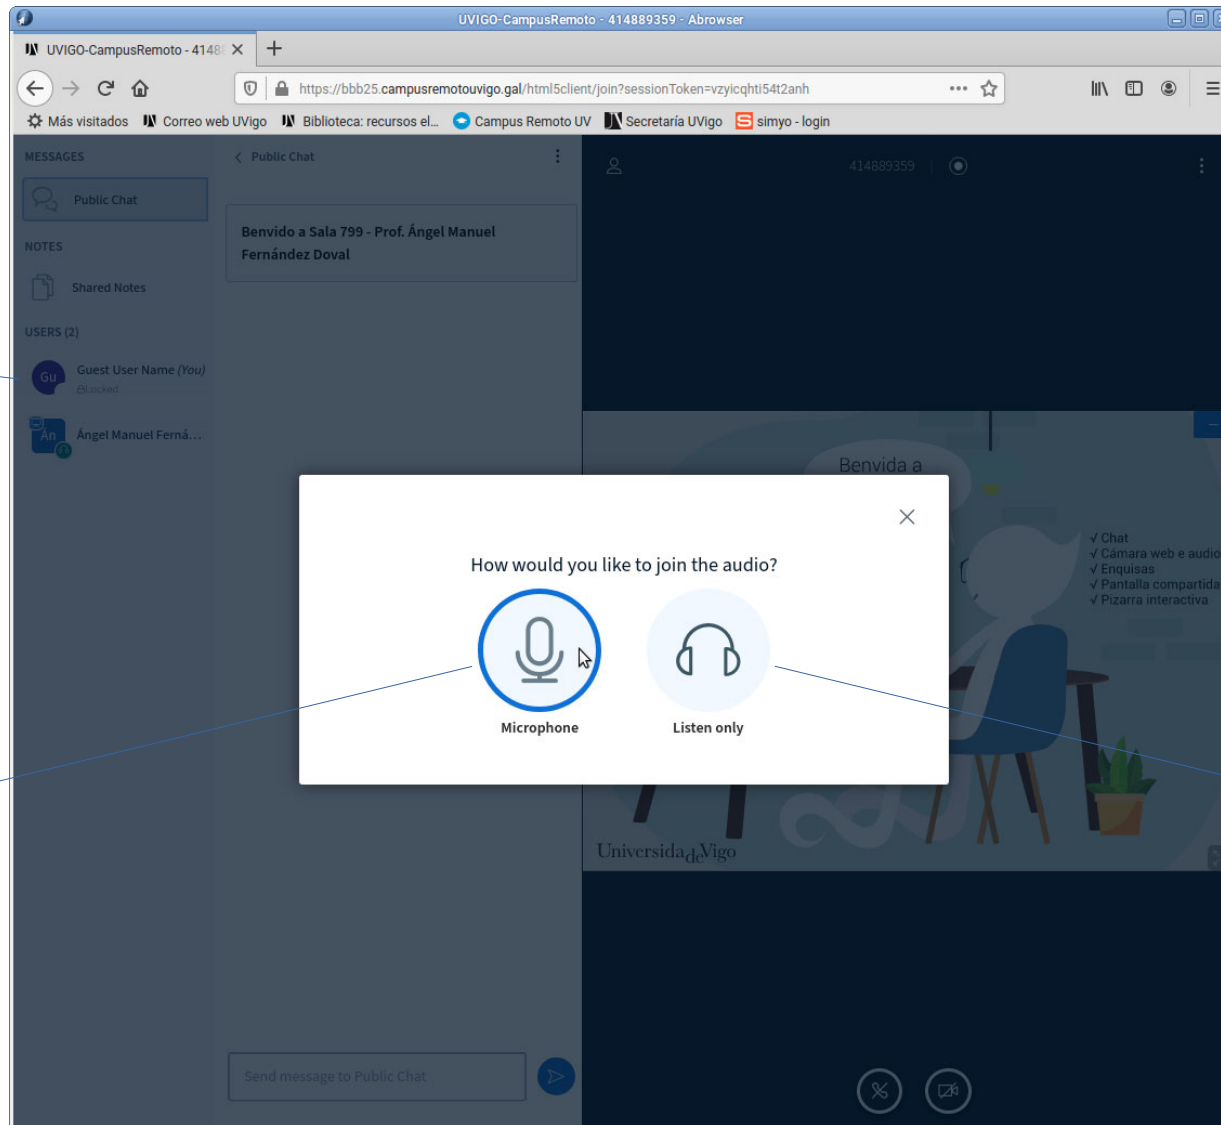 UVIGO-CampusRemoto - 414889359 - Abrowser
UVIGO-CampusRemoto - 4148
https://bbb25.campusremotouvigo.gal/html5client/join?sessionToken=vzyicqhti54t2anh
Más visitados Correo web UVigo Biblioteca: recursos el... Campus Remoto UV Secretaría UVigo simyo - login
MESSAGES
Public Chat
NOTES
Shared Notes
USERS (2)
Gu Guest User Name (You)
Locked
Án Ángel Manuel Ferná...
Public Chat
Benvido a Sala 799 - Prof. Ángel Manuel
Fernández Doval
Send message to Public Chat
414889359
Benvida a
√ Chat
√ Cámara web e audio
√ Enquisas
√ Pantalla compartida
√ Pizarra interactiva
Universidade Vigo
How would you like to join the audio?
Microphone
Listen only